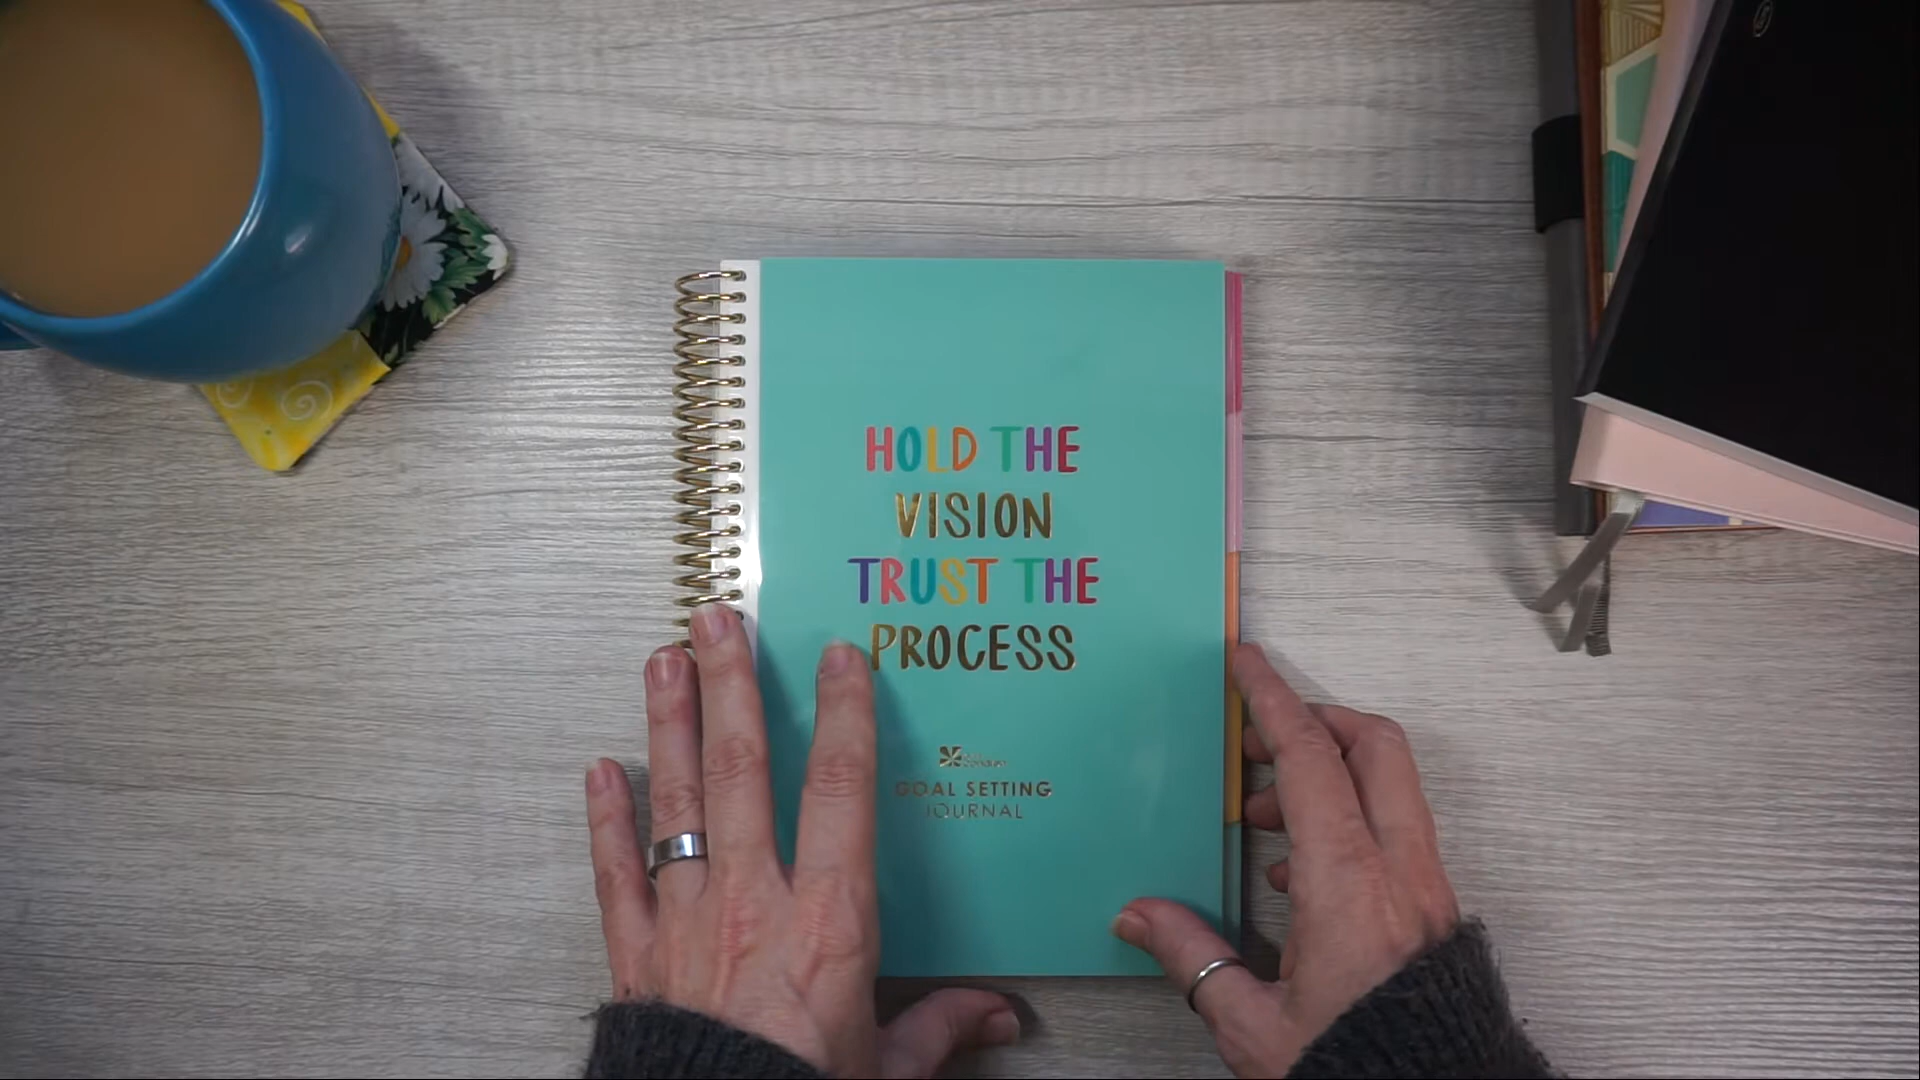 HOLD THE
VISION
TRUST THE
PROCESS
GOAL SETTING
JOURNAL